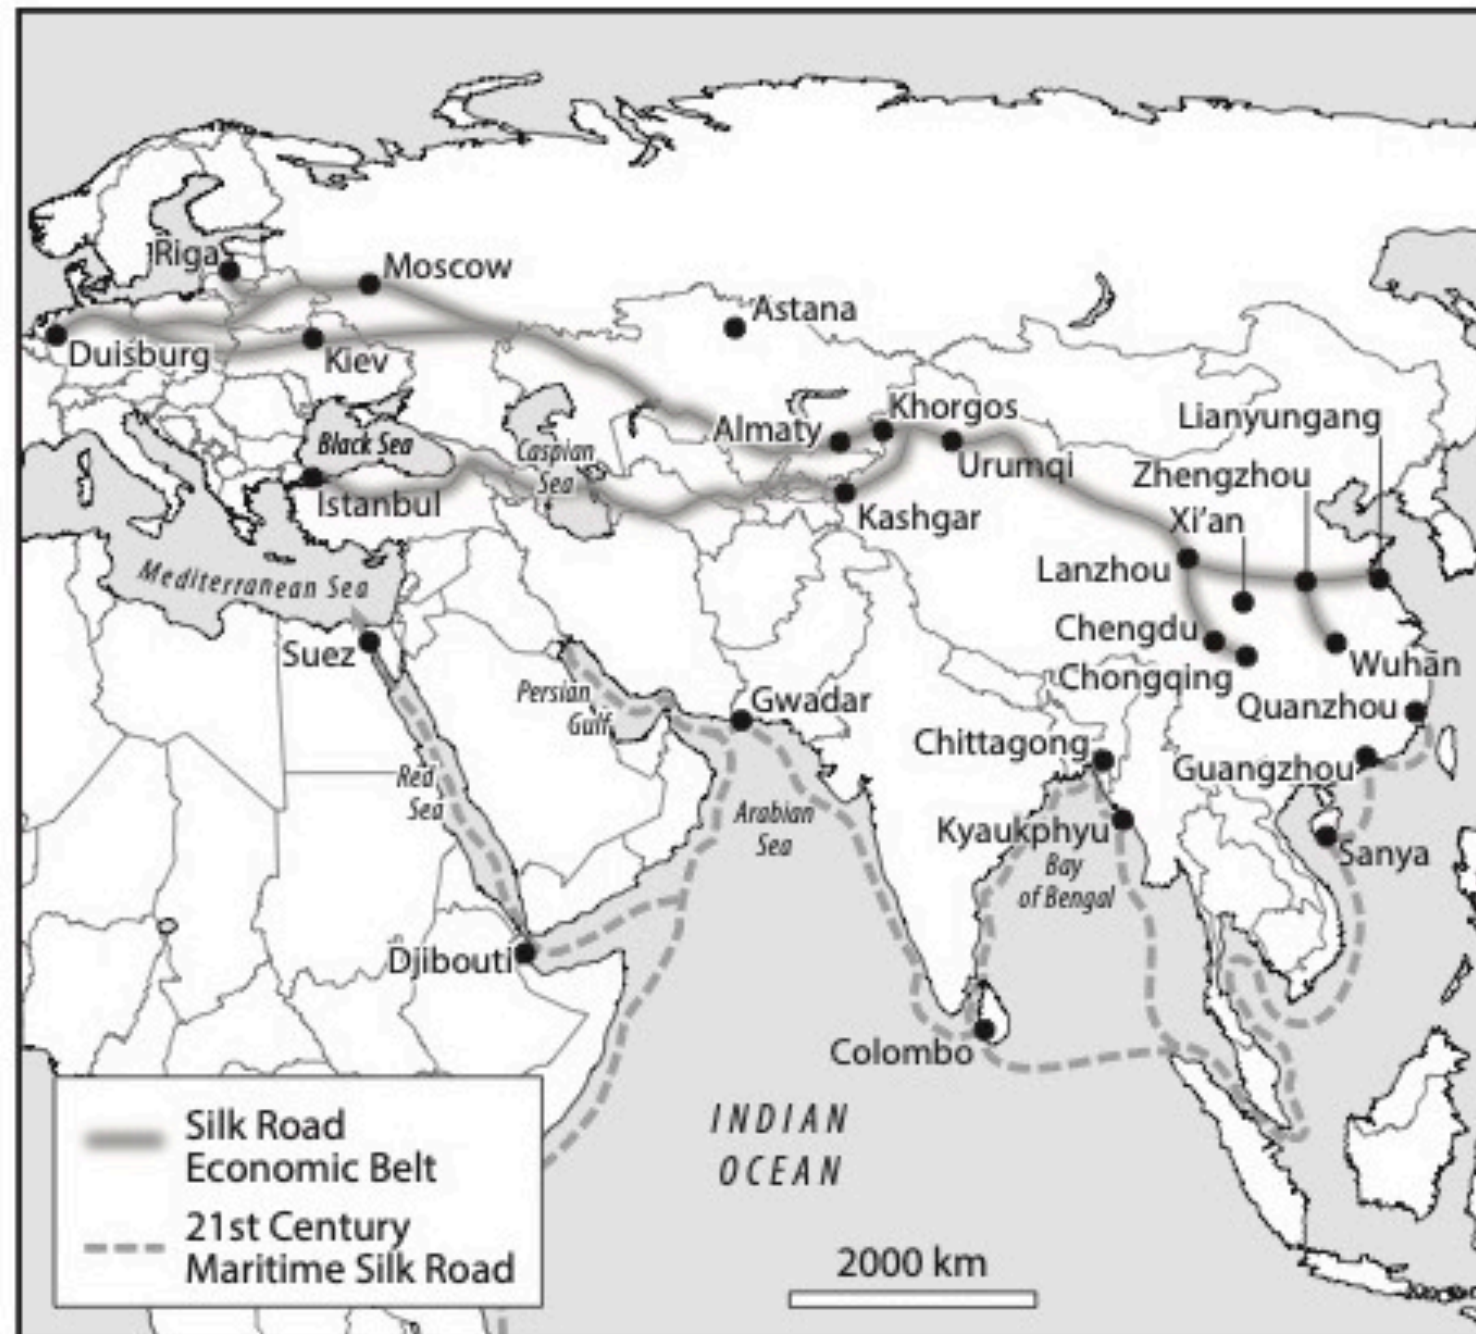 Riga
Moscow
Astana
Duisburg
Kiev
Khorgos
Lianyungang
Black Sea
Almaty
Caspian
Sea
Urumqi
Zhengzhou
Istanbul
Kashgar
Xi'an
Mediterranean Sea
Lanzhou
Chengdu
Suez
Wuhan
Chongqing
Persian
Gulf
Gwadar
Quanzhou
Chittagong
Guangzhou
Red
Sea
Arabian
Sea
Kyaukphyu
Sanya
Bay
of Bengal
Djibouti
Colombo
INDIAN
OCEAN
Silk Road
Economic Belt
21st Century
Maritime Silk Road
2000 km